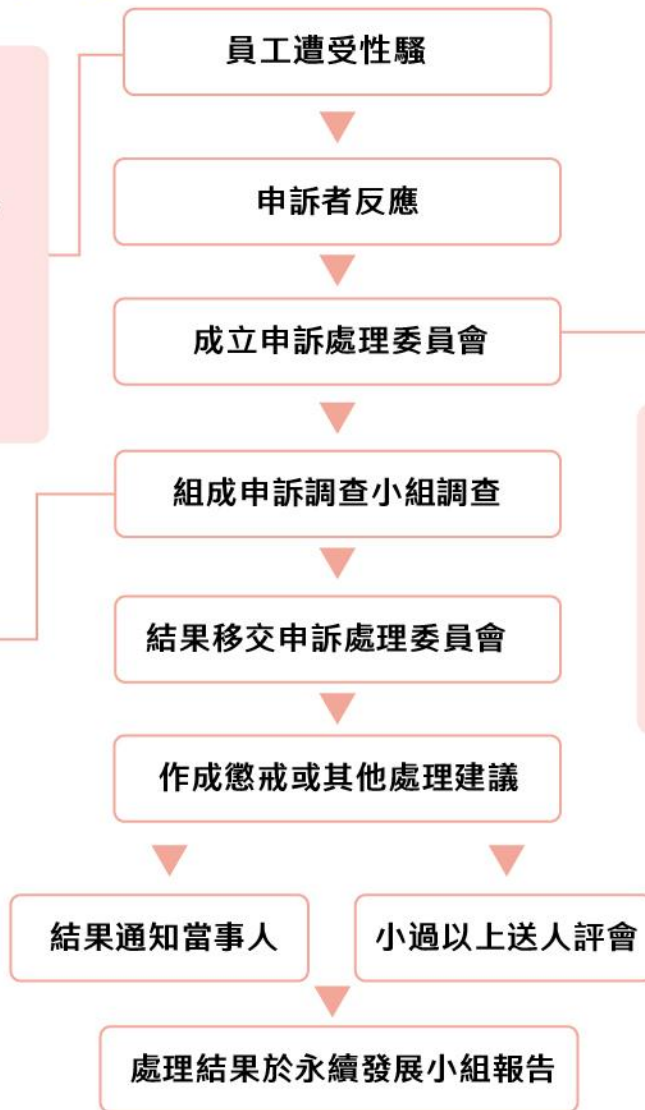 員工遭受性騷
申訴者反應
成立申訴處理委員會
組成申訴調查小組調查
結果移交申訴處理委員會
作成懲戒或其他處理建議
結果通知當事人
小過以上送人評會
處理結果於永續發展小組報告